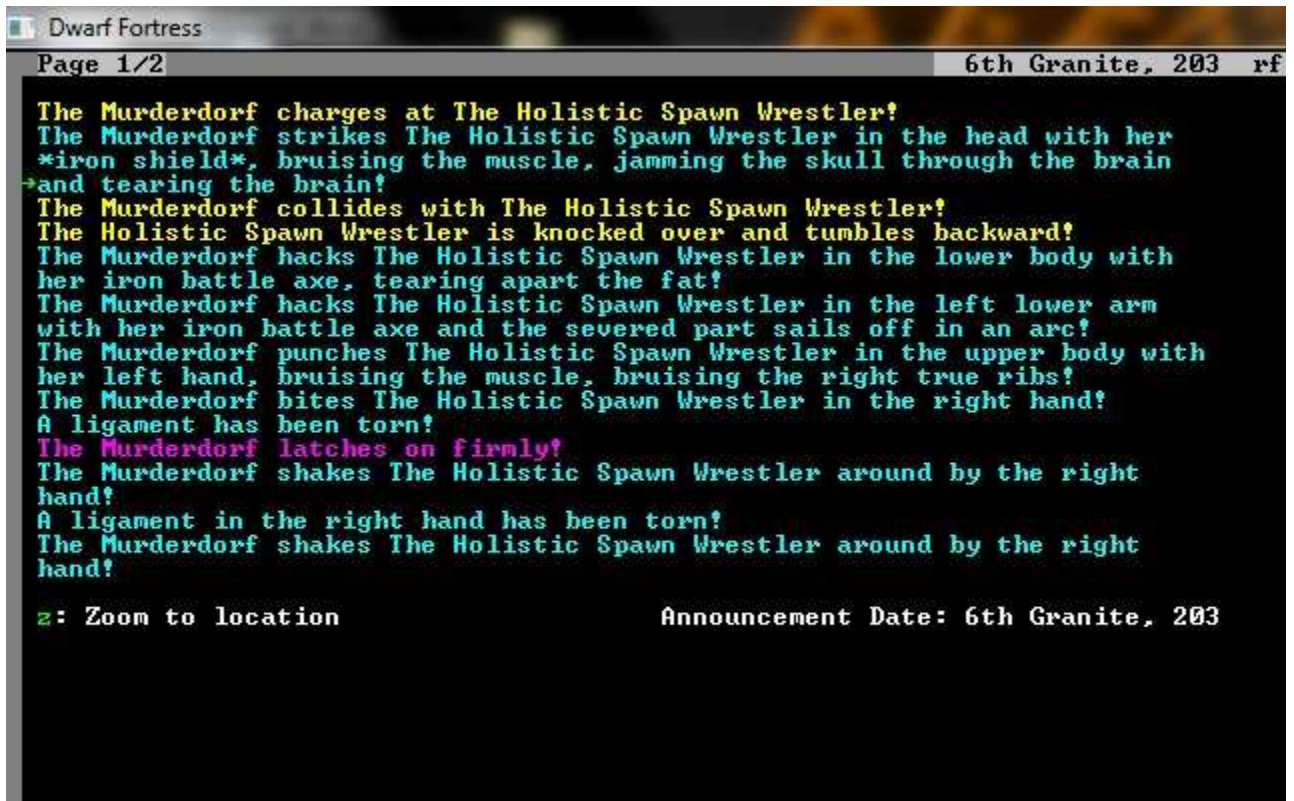 Dwarf Fortress
Page 1/2 6th Granite, 203 rf
The Murderdorf charges at The Holistic Spawn Wrestler!
The Murderdorf strikes The Holistic Spawn Wrestler in the head with her
*iron shield*, bruising the muscle, jamming the skull through the brain
→and tearing the brain!
The Murderdorf collides with The Holistic Spawn Wrestler!
The Holistic Spawn Wrestler is knocked over and tumbles backward!
The Murderdorf hacks The Holistic Spawn Wrestler in the lower body with
her iron battle axe, tearing apart the fat!
The Murderdorf hacks The Holistic Spawn Wrestler in the left lower arm
with her iron battle axe and the severed part sails off in an arc!
The Murderdorf punches The Holistic Spawn Wrestler in the upper body with
her left hand, bruising the muscle, bruising the right true ribs!
The Murderdorf bites The Holistic Spawn Wrestler in the right hand!
A ligament has been torn!
The Murderdorf latches on firmly!
The Murderdorf shakes The Holistic Spawn Wrestler around by the right
hand!
A ligament in the right hand has been torn!
The Murderdorf shakes The Holistic Spawn Wrestler around by the right
hand!
z: Zoom to location Announcement Date: 6th Granite, 203